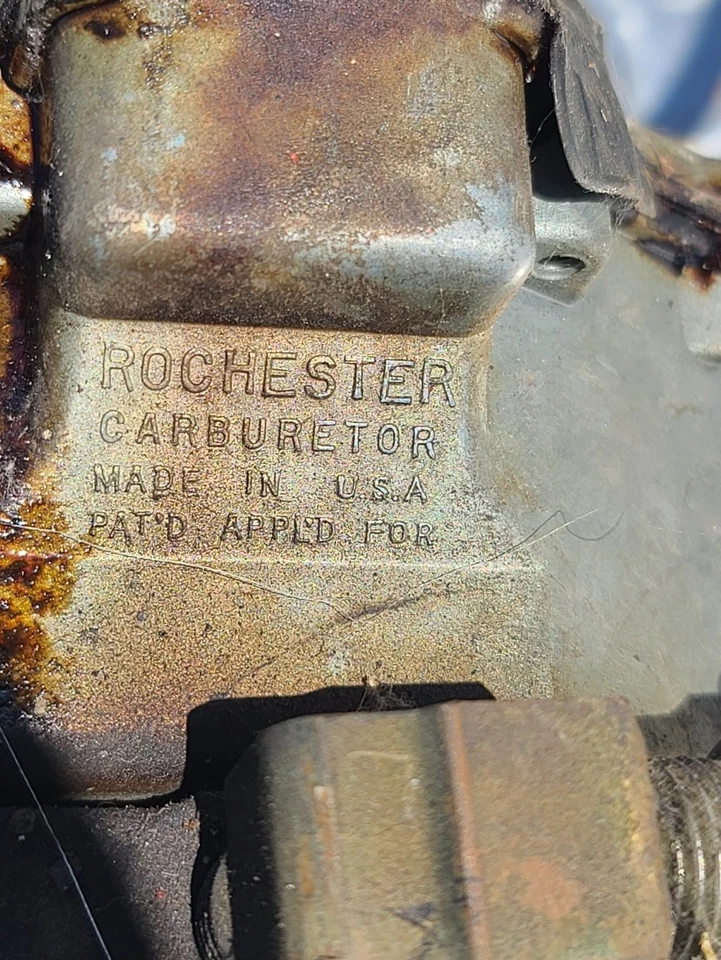 ROCHESTER
CARBURETOR
MADE IN U.S.A
PAT'D APPL'D FOR